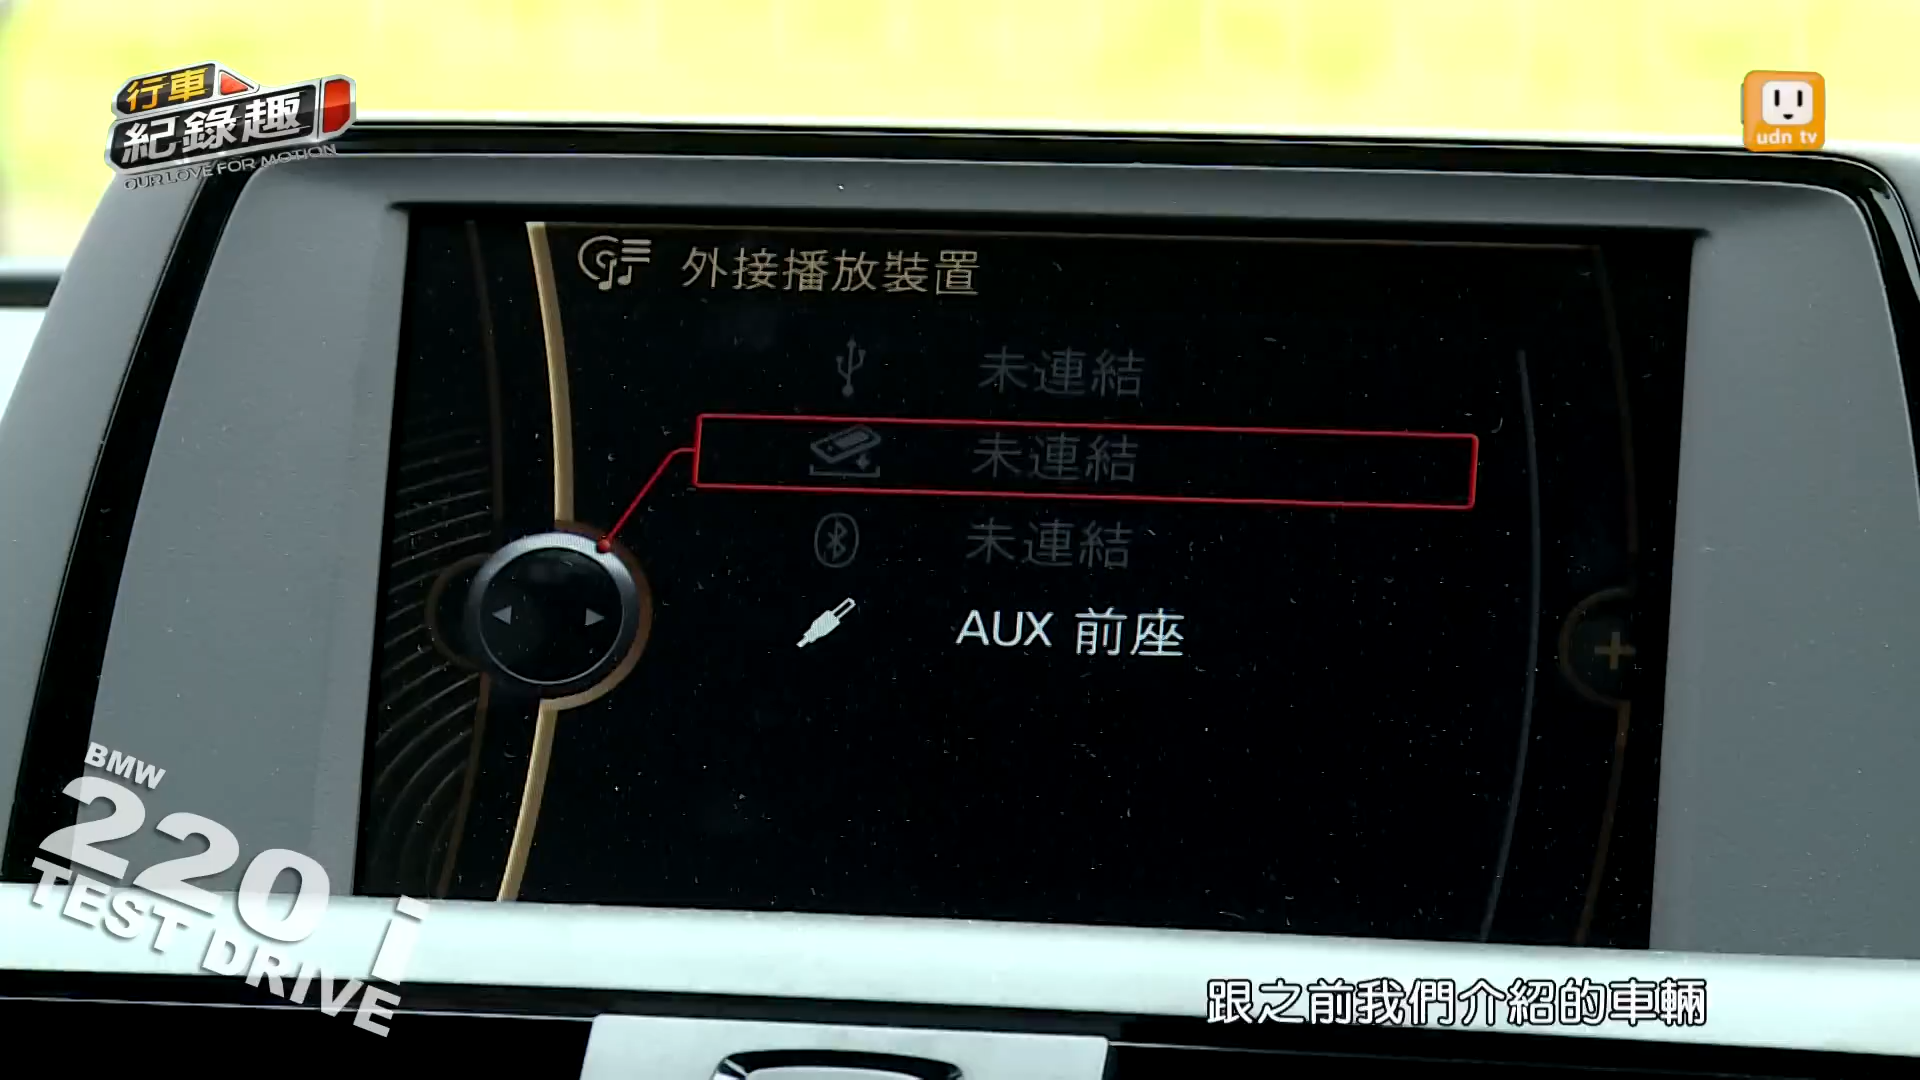 行車
紀錄趣
OUR LOVE FOR MOTION
udn tv
外接播放裝置
未連結
未連結
未連結
AUX 前座
BMW
220 i
TEST DRIVE
跟之前我們介紹的車輛